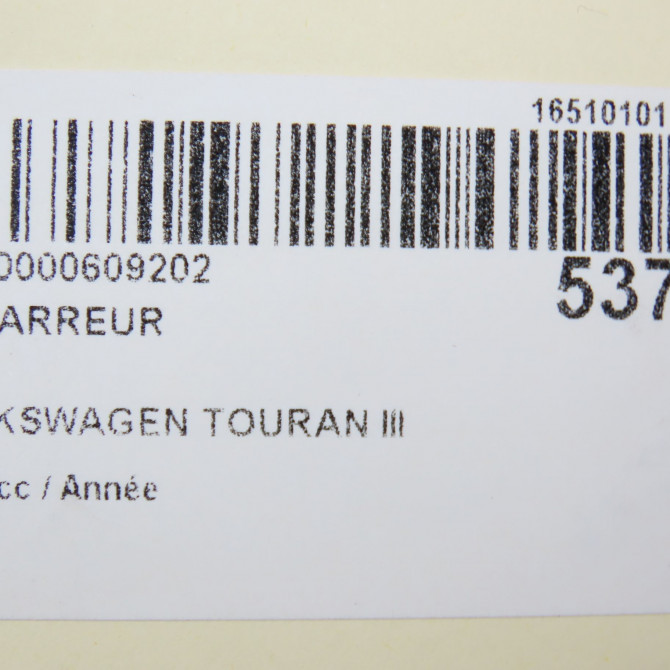 16510101
0000609202
537
ARREUR
KSWAGEN TOURAN III
cc / Année